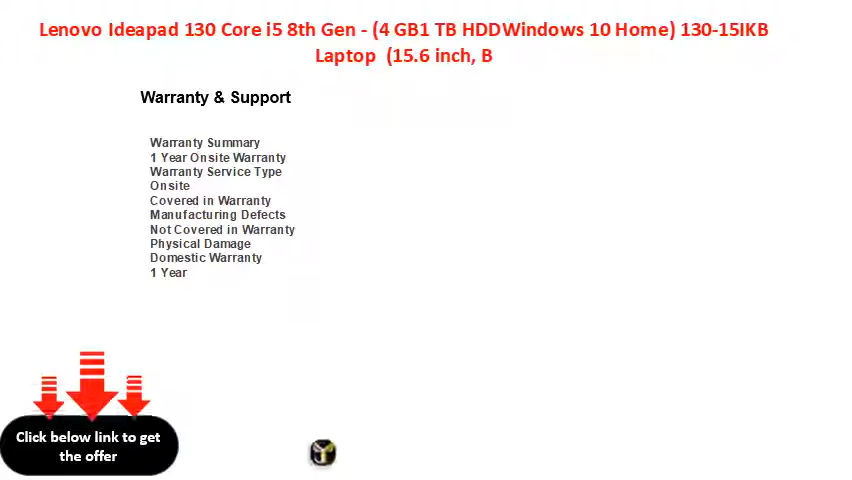 Lenovo Ideapad 130 Core i5 8th Gen - (4 GB1 TB HDDWindows 10 Home) 130-15IKB
Laptop (15.6 inch, B
Warranty & Support
Warranty Summary
1 Year Onsite Warranty
Warranty Service Type
Onsite
Covered in Warranty
Manufacturing Defects
Not Covered in Warranty
Physical Damage
Domestic Warranty
1 Year
Click below link to get
the offer